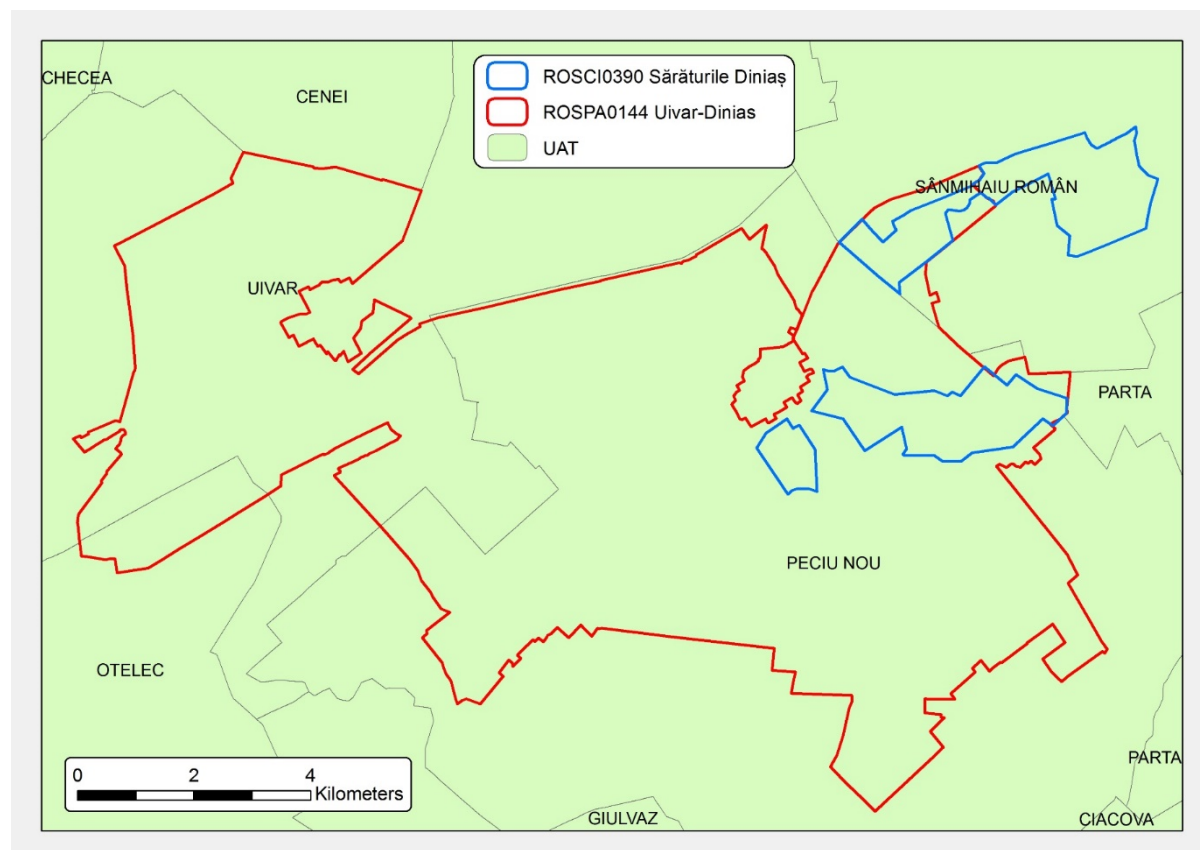 CHECEA
CENEI
ROSCI0390 Sărăturile Diniaș
ROSPA0144 Uivar-Dinias
UAT
SÂNMIHAIU ROMÂN
UIVAR
PARTA
PECIU NOU
OTELEC
PARTA
0 2 4
Kilometers
GIULVAZ
CIACOVA